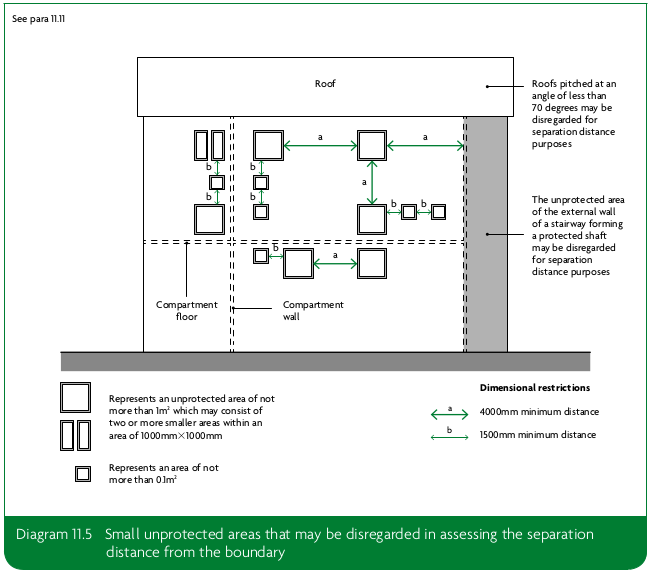 See para 11.11
Roof
Roofs pitched at an
angle of less than
70 degrees may be
disregarded for
separation distance
purposes
a
a
b
b
a
b
b
b
b
The unprotected area
of the external wall
of a stairway forming
a protected shaft
may be disregarded
for separation
distance purposes
b
a
Compartment
floor
Compartment
wall
Represents an unprotected area of not
more than 1m² which may consist of
two or more smaller areas within an
area of 1000mm×1000mm
Represents an area of not
more than 0.1m²
Dimensional restrictions
a
4000mm minimum distance
b
1500mm minimum distance
Diagram 11.5 Small unprotected areas that may be disregarded in assessing the separation
distance from the boundary